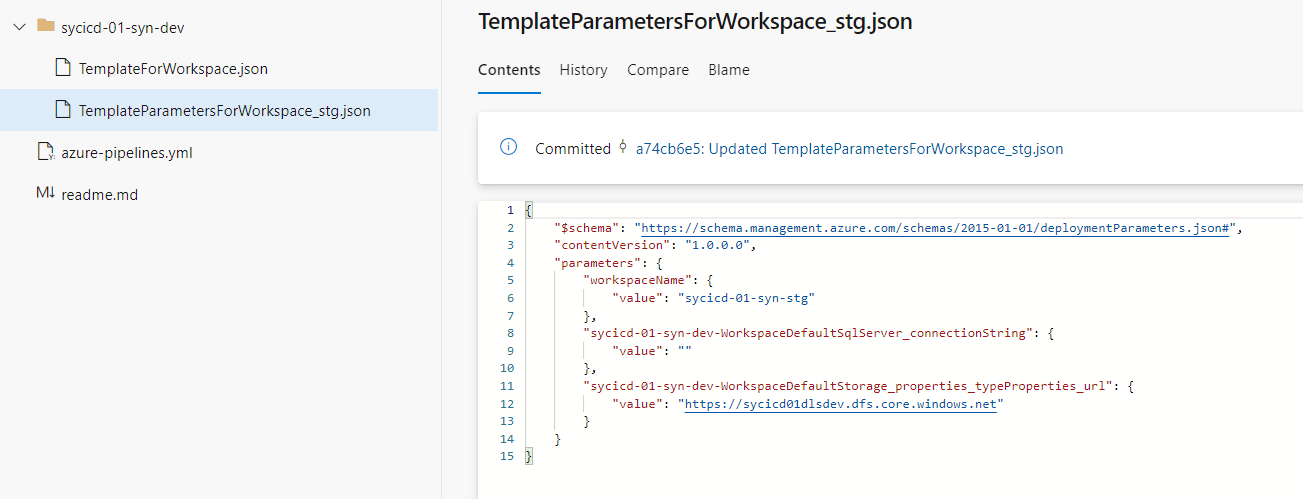 sycicd-01-syn-dev
TemplateForWorkspace.json
TemplateParametersForWorkspace_stg.json
azure-pipelines.yml
M↓ readme.md
TemplateParametersForWorkspace_stg.json
Contents History Compare Blame
Committed a74cb6e5: Updated TemplateParametersForWorkspace_stg.json
1 {
2 "$schema": "https://schema.management.azure.com/schemas/2015-01-01/deploymentParameters.json#",
3 "contentVersion": "1.0.0.0",
4 "parameters": {
5 "workspaceName": {
6 "value": "sycicd-01-syn-stg"
7 },
8 "sycicd-01-syn-dev-WorkspaceDefaultSqlServer_connectionString": {
9 "value": ""
10 },
11 "sycicd-01-syn-dev-WorkspaceDefaultStorage_properties_typeProperties_url": {
12 "value": "https://sycicd01dlsdev.dfs.core.windows.net"
13 }
14 }
15 }